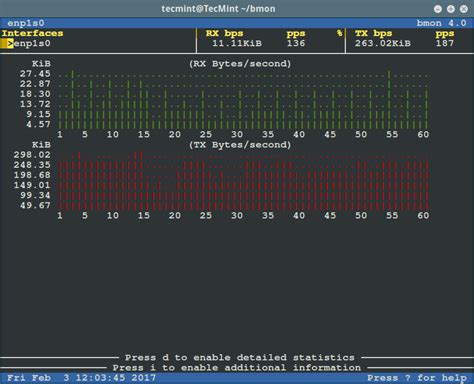 tecmint@TecMint ~/bmon
enp1s0 bmon 4.0
Interfaces RX bps pps % TX bps pps %
>enp1s0 11.11KiB 136 263.02KiB 187
KiB (RX Bytes/second)
27.45
22.87
18.30
13.72
9.15
4.57
1 5 10 15 20 25 30 35 40 45 50 55 60
KiB (TX Bytes/second)
298.02
248.35
198.68
149.01
99.34
49.67
1 5 10 15 20 25 30 35 40 45 50 55 60
Press d to enable detailed statistics
Press i to enable additional information
Fri Feb 3 12:03:45 2017 Press ? for help